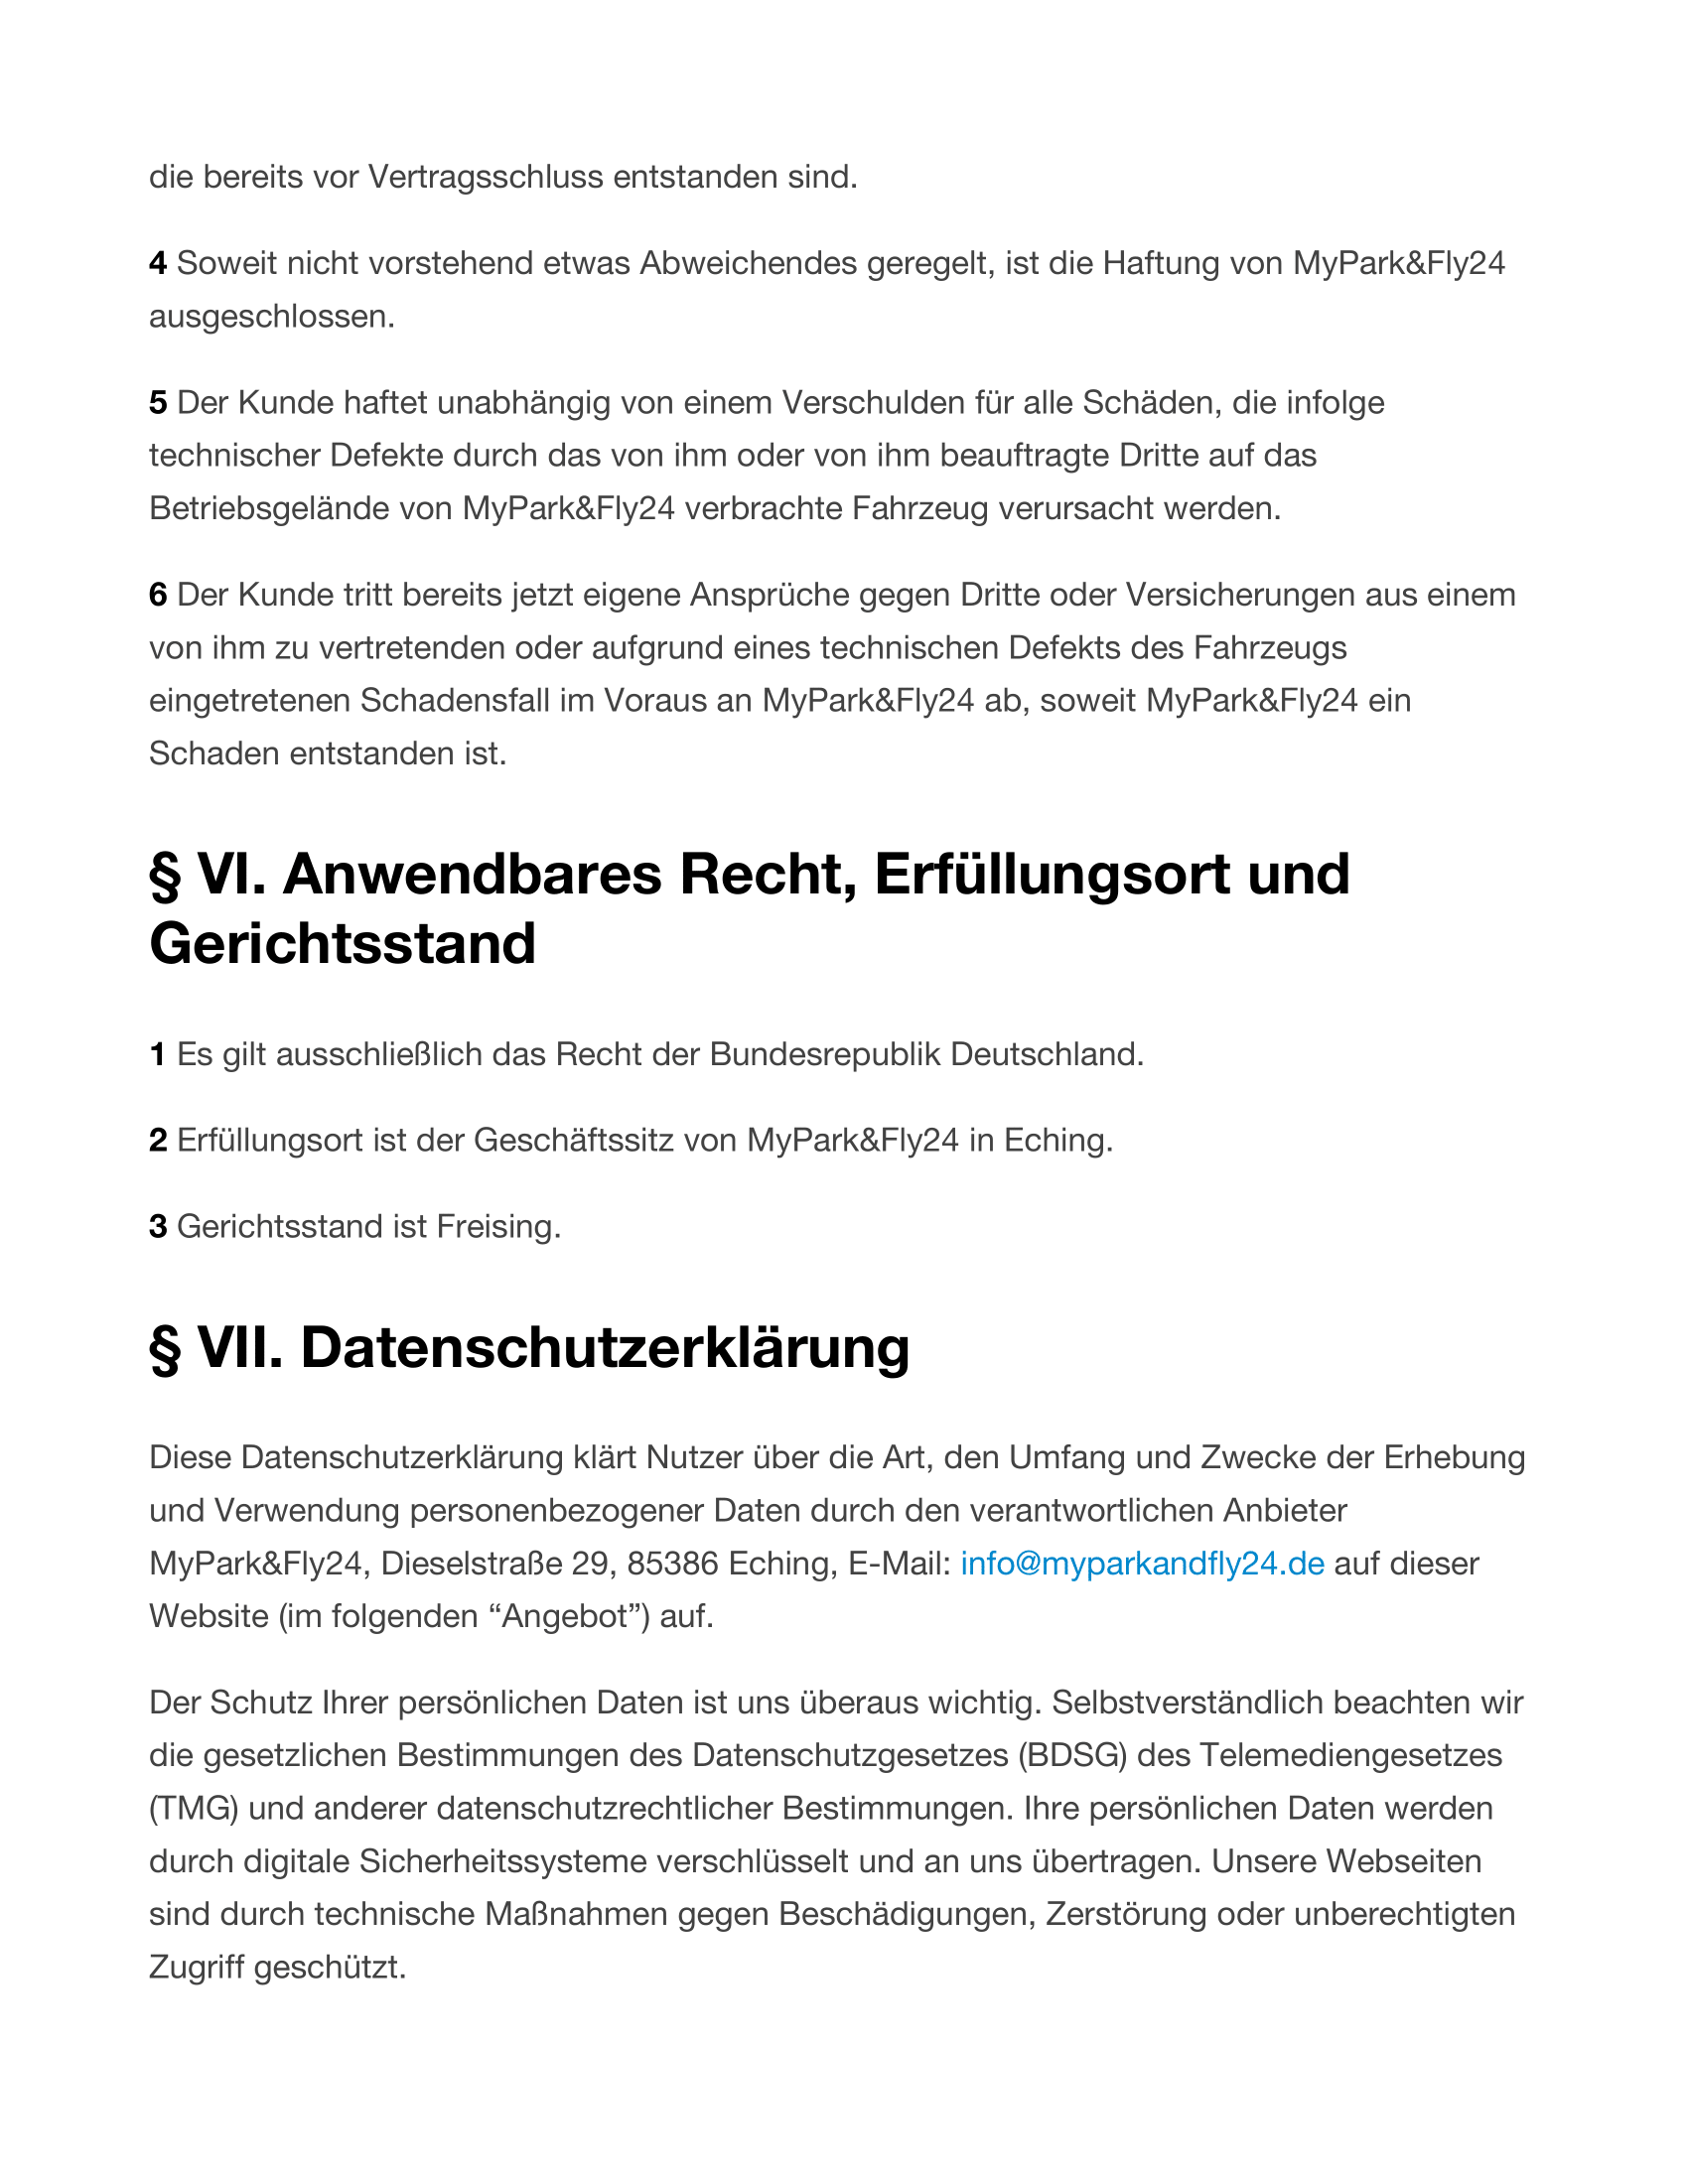 die bereits vor Vertragsschluss entstanden sind.
4 Soweit nicht vorstehend etwas Abweichendes geregelt, ist die Haftung von MyPark&Fly24
ausgeschlossen.
5 Der Kunde haftet unabhängig von einem Verschulden für alle Schäden, die infolge
technischer Defekte durch das von ihm oder von ihm beauftragte Dritte auf das
Betriebsgelände von MyPark&Fly24 verbrachte Fahrzeug verursacht werden.
6 Der Kunde tritt bereits jetzt eigene Ansprüche gegen Dritte oder Versicherungen aus einem
von ihm zu vertretenden oder aufgrund eines technischen Defekts des Fahrzeugs
eingetretenen Schadensfall im Voraus an MyPark&Fly24 ab, soweit MyPark&Fly24 ein
Schaden entstanden ist.
§ VI. Anwendbares Recht, Erfüllungsort und
Gerichtsstand
1 Es gilt ausschließlich das Recht der Bundesrepublik Deutschland.
2 Erfüllungsort ist der Geschäftssitz von MyPark&Fly24 in Eching.
3 Gerichtsstand ist Freising.
§ VII. Datenschutzerklärung
Diese Datenschutzerklärung klärt Nutzer über die Art, den Umfang und Zwecke der Erhebung
und Verwendung personenbezogener Daten durch den verantwortlichen Anbieter
MyPark&Fly24, Dieselstraße 29, 85386 Eching, E-Mail: info@myparkandfly24.de auf dieser
Website (im folgenden “Angebot”) auf.
Der Schutz Ihrer persönlichen Daten ist uns überaus wichtig. Selbstverständlich beachten wir
die gesetzlichen Bestimmungen des Datenschutzgesetzes (BDSG) des Telemediengesetzes
(TMG) und anderer datenschutzrechtlicher Bestimmungen. Ihre persönlichen Daten werden
durch digitale Sicherheitssysteme verschlüsselt und an uns übertragen. Unsere Webseiten
sind durch technische Maßnahmen gegen Beschädigungen, Zerstörung oder unberechtigten
Zugriff geschützt.